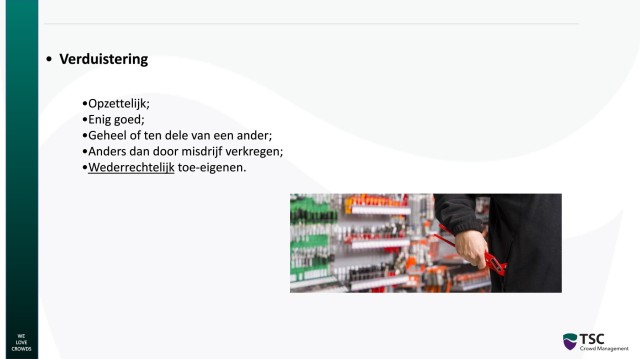 • Verduistering
•Opzettelijk;
•Enig goed;
•Geheel of ten dele van een ander;
•Anders dan door misdrijf verkregen;
•Wederrechtelijk toe-eigenen.
WE
LOVE
CROWDS
TSC
Crowd Management